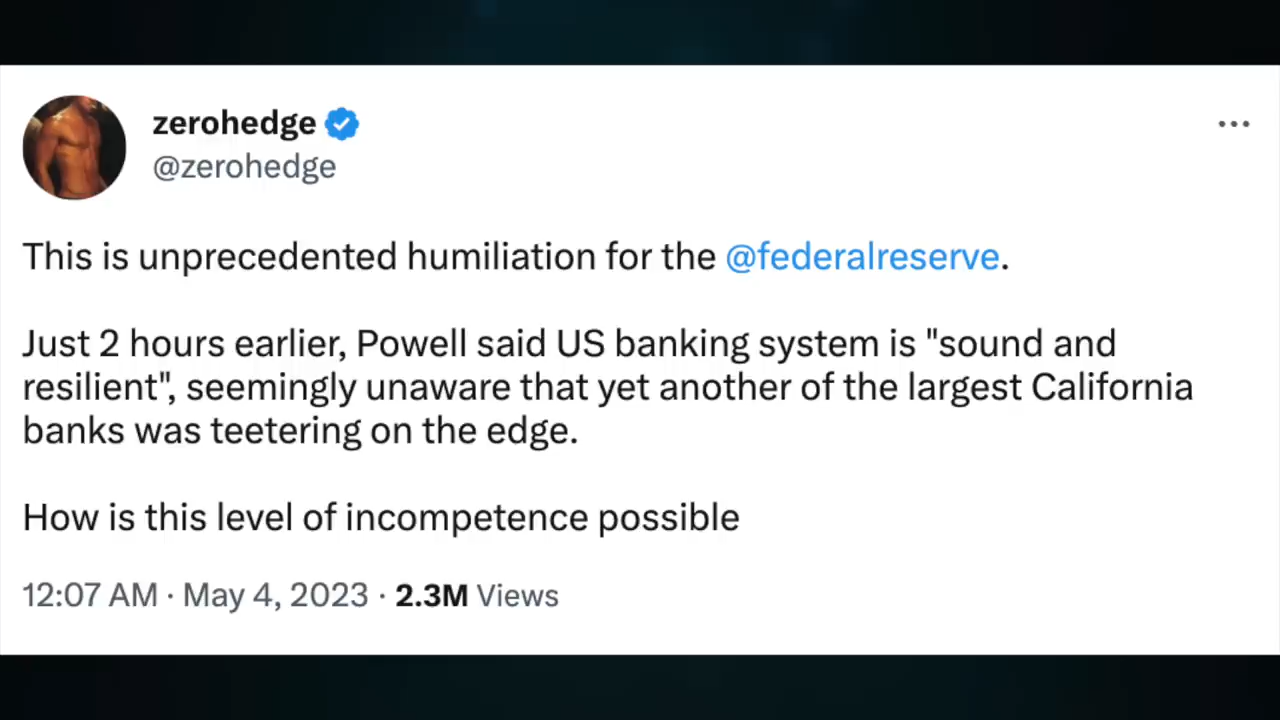 zerohedge
@zerohedge
This is unprecedented humiliation for the @federalreserve.
Just 2 hours earlier, Powell said US banking system is "sound and
resilient", seemingly unaware that yet another of the largest California
banks was teetering on the edge.
How is this level of incompetence possible
12:07 AM · May 4, 2023 · 2.3M Views